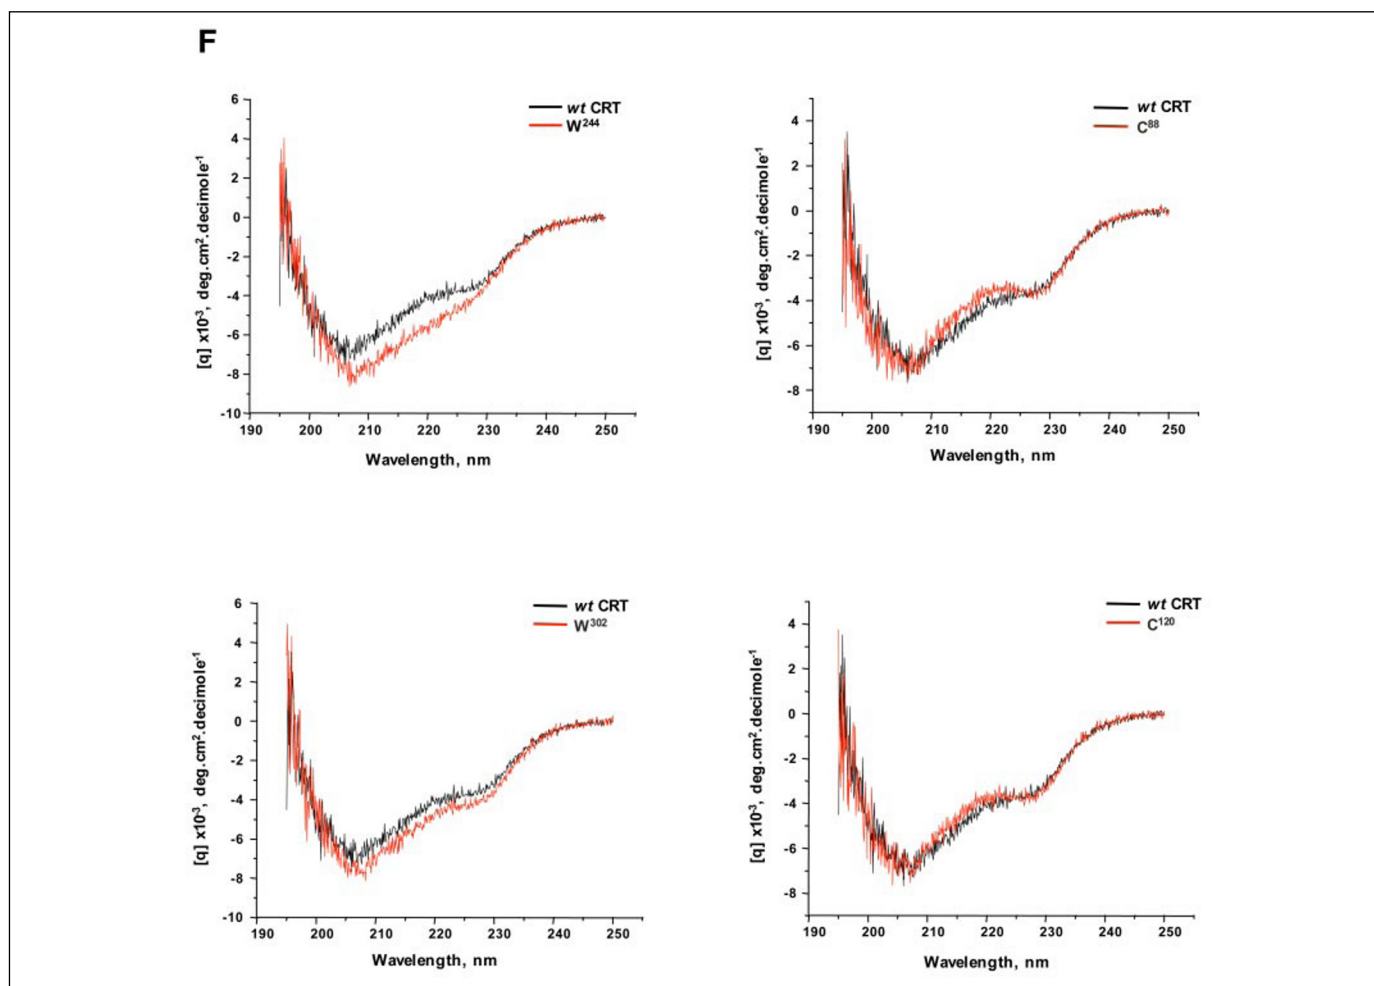 F
6
4
2
0
-2
-4
-6
-8
-10
[q] x10-3, deg.cm2.decimole-1
wt CRT
W244
190 200 210 220 230 240 250
Wavelength, nm
4
2
0
-2
-4
-6
-8
[q] x10-3, deg.cm2.decimole-1
wt CRT
C88
190 200 210 220 230 240 250
Wavelength, nm
6
4
2
0
-2
-4
-6
-8
-10
[q] x10-3, deg.cm2.decimole-1
wt CRT
W302
190 200 210 220 230 240 250
Wavelength, nm
4
2
0
-2
-4
-6
-8
[q] x10-3, deg.cm2.decimole-1
wt CRT
C120
190 200 210 220 230 240 250
Wavelength, nm